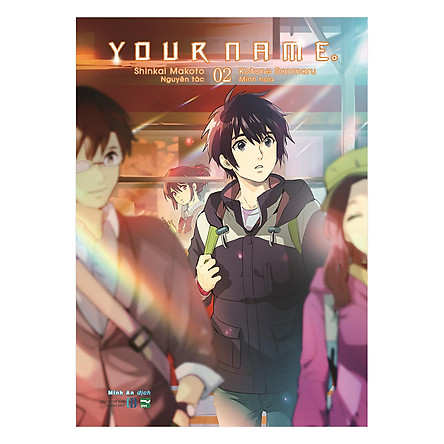 YOUR NAME.
Shinkai Makoto 02 Kotone Ranmaru
Nguyên tác Minh họa
Minh An dịch